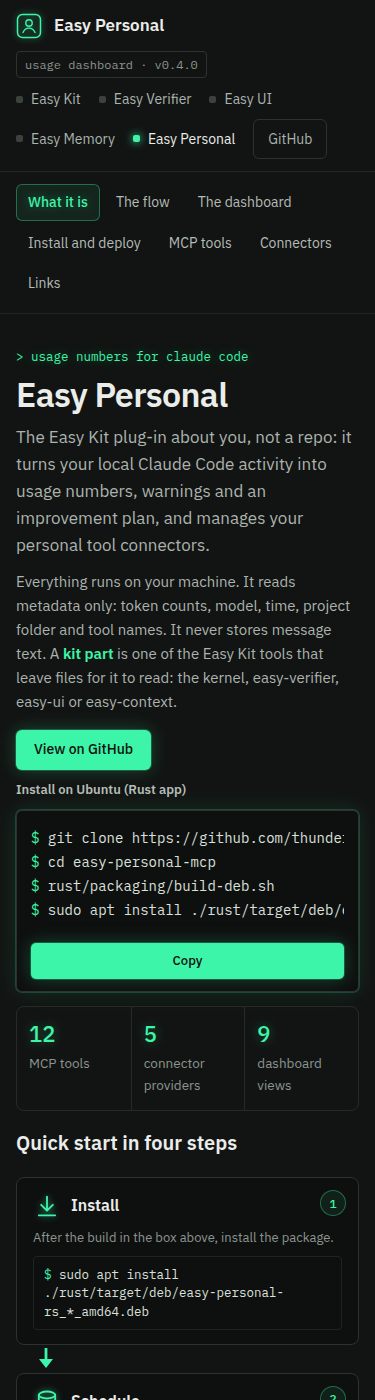 Easy Personal
usage dashboard · v0.4.0
Easy Kit Easy Verifier Easy UI
Easy Memory Easy Personal GitHub
What it is The flow The dashboard
Install and deploy MCP tools Connectors
Links
> usage numbers for claude code
Easy Personal
The Easy Kit plug-in about you, not a repo: it
turns your local Claude Code activity into
usage numbers, warnings and an
improvement plan, and manages your
personal tool connectors.
Everything runs on your machine. It reads
metadata only: token counts, model, time, project
folder and tool names. It never stores message
text. A kit part is one of the Easy Kit tools that
leave files for it to read: the kernel, easy-verifier,
easy-ui or easy-context.
View on GitHub
Install on Ubuntu (Rust app)
$ git clone https://github.com/thunde
$ cd easy-personal-mcp
$ rust/packaging/build-deb.sh
$ sudo apt install ./rust/target/deb/
Copy
12 5 9
MCP tools connector dashboard
providers views
Quick start in four steps
Install 1
After the build in the box above, install the package.
$ sudo apt install
./rust/target/deb/easy-personal-
rs_*_amd64.deb